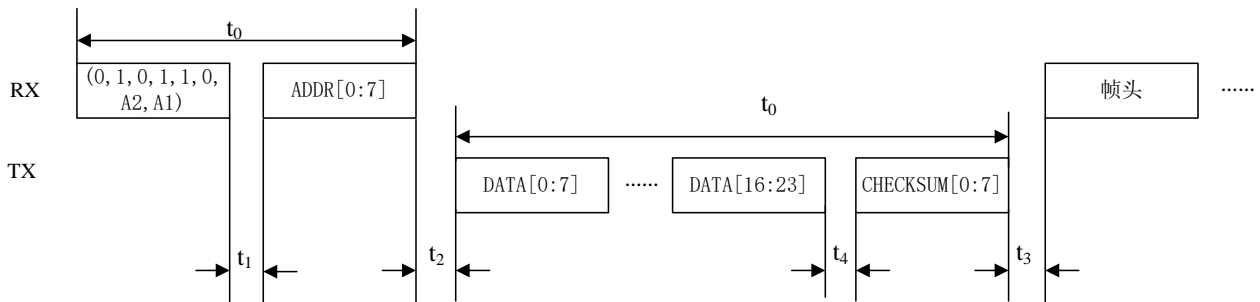 t0
RX
(0,1,0,1,1,0,
A2,A1)
ADDR[0:7]
帧头
……
t0
TX
DATA[0:7]
……
DATA[16:23]
CHECKSUM[0:7]
t1
t2
t4
t3